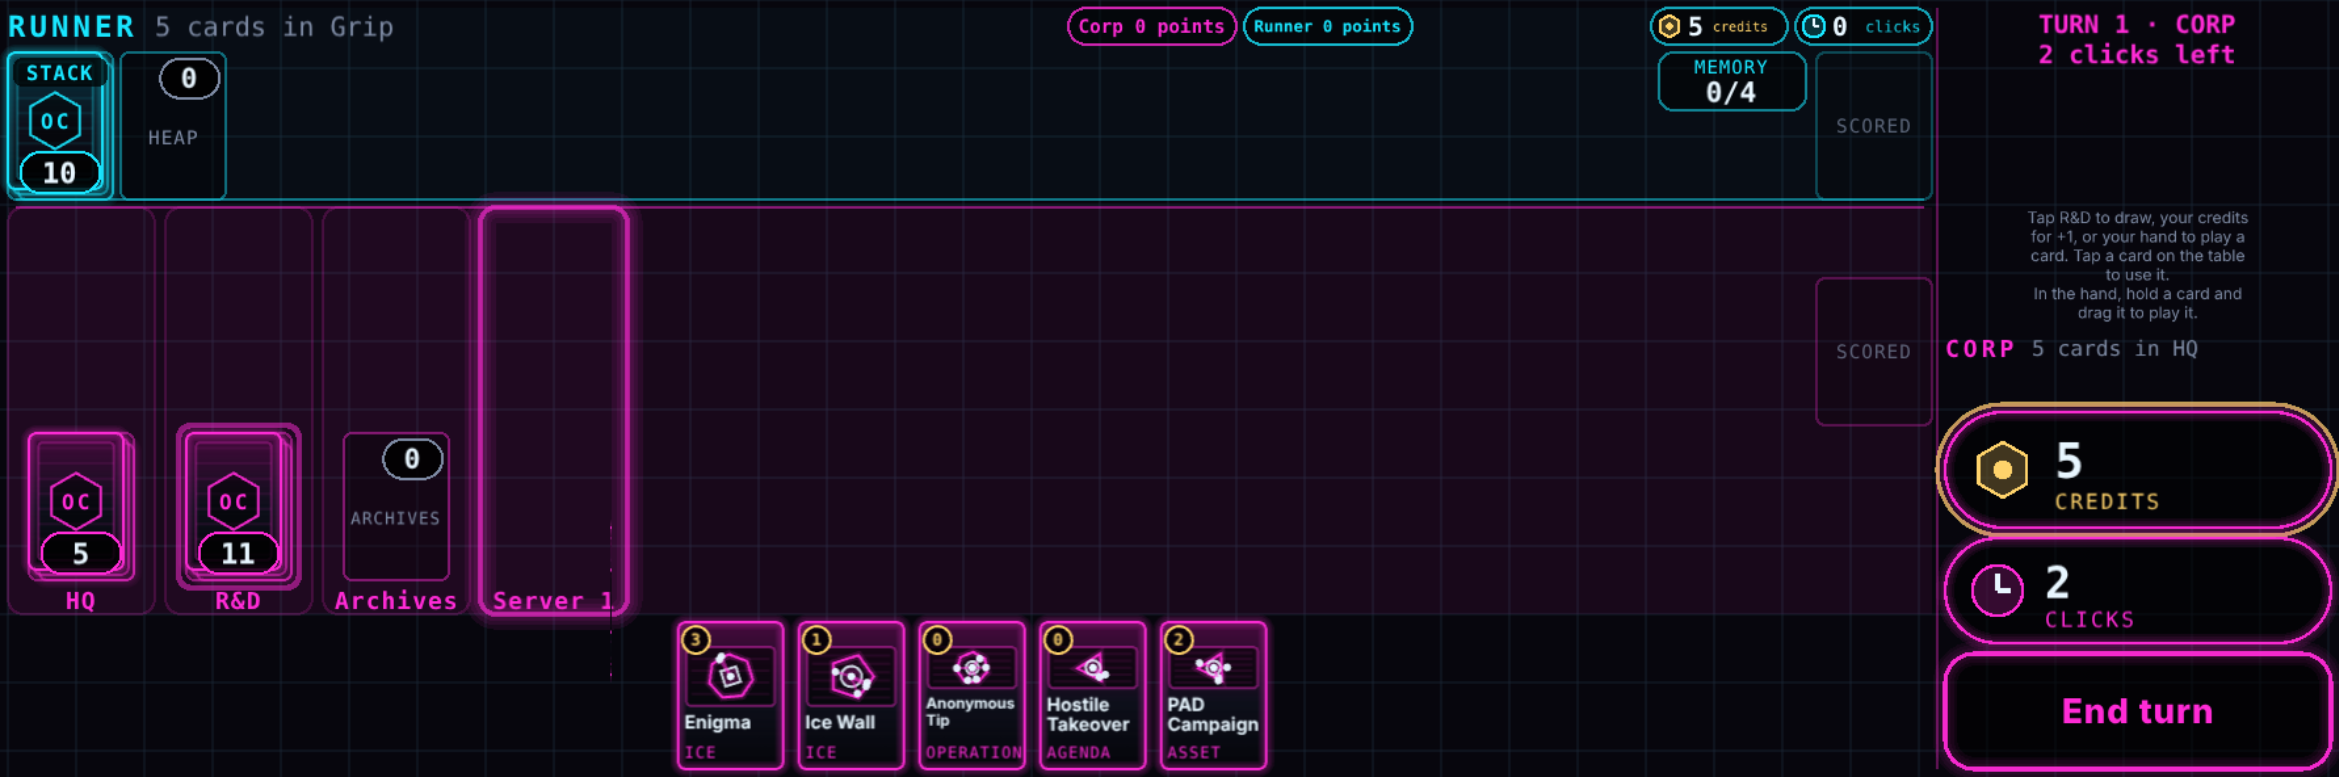 RUNNER 5 cards in Grip
Corp 0 points
Runner 0 points
5 credits
0 clicks
TURN 1 · CORP
2 clicks left
STACK
OC
10
0
HEAP
MEMORY
0/4
SCORED
Tap R&D to draw, your credits
for +1, or your hand to play a
card. Tap a card on the table
to use it.
In the hand, hold a card and
drag it to play it.
SCORED
CORP 5 cards in HQ
OC
5
HQ
OC
11
R&D
0
ARCHIVES
Archives
Server 1
5
CREDITS
2
CLICKS
3
Enigma
ICE
1
Ice Wall
ICE
0
Anonymous
Tip
OPERATION
0
Hostile
Takeover
AGENDA
2
PAD
Campaign
ASSET
End turn